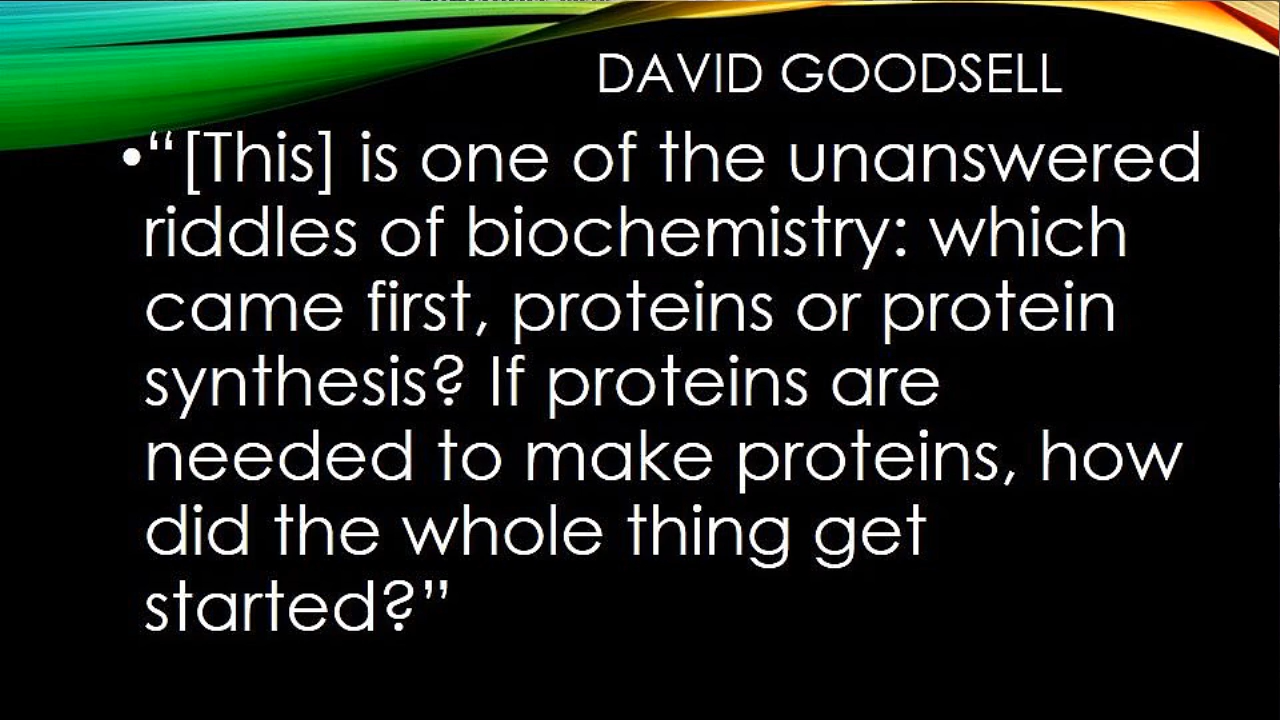 DAVID GOODSELL
•“[This] is one of the unanswered
riddles of biochemistry: which
came first, proteins or protein
synthesis? If proteins are
needed to make proteins, how
did the whole thing get
started?”